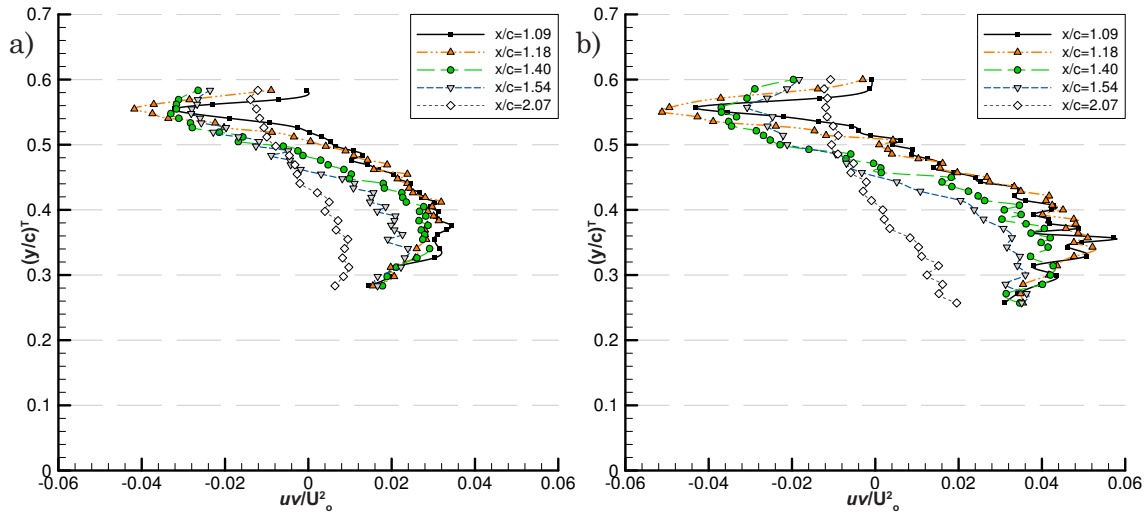 a)
x/c=1.09
x/c=1.18
x/c=1.40
x/c=1.54
x/c=2.07
0.7
0.6
0.5
0.4
0.3
0.2
0.1
0
(y/c)ᵀ
-0.06 -0.04 -0.02 0 0.02 0.04 0.06
uv/U²ₒ
b)
x/c=1.09
x/c=1.18
x/c=1.40
x/c=1.54
x/c=2.07
0.7
0.6
0.5
0.4
0.3
0.2
0.1
0
(y/c)ᵀ
-0.06 -0.04 -0.02 0 0.02 0.04 0.06
uv/U²ₒ